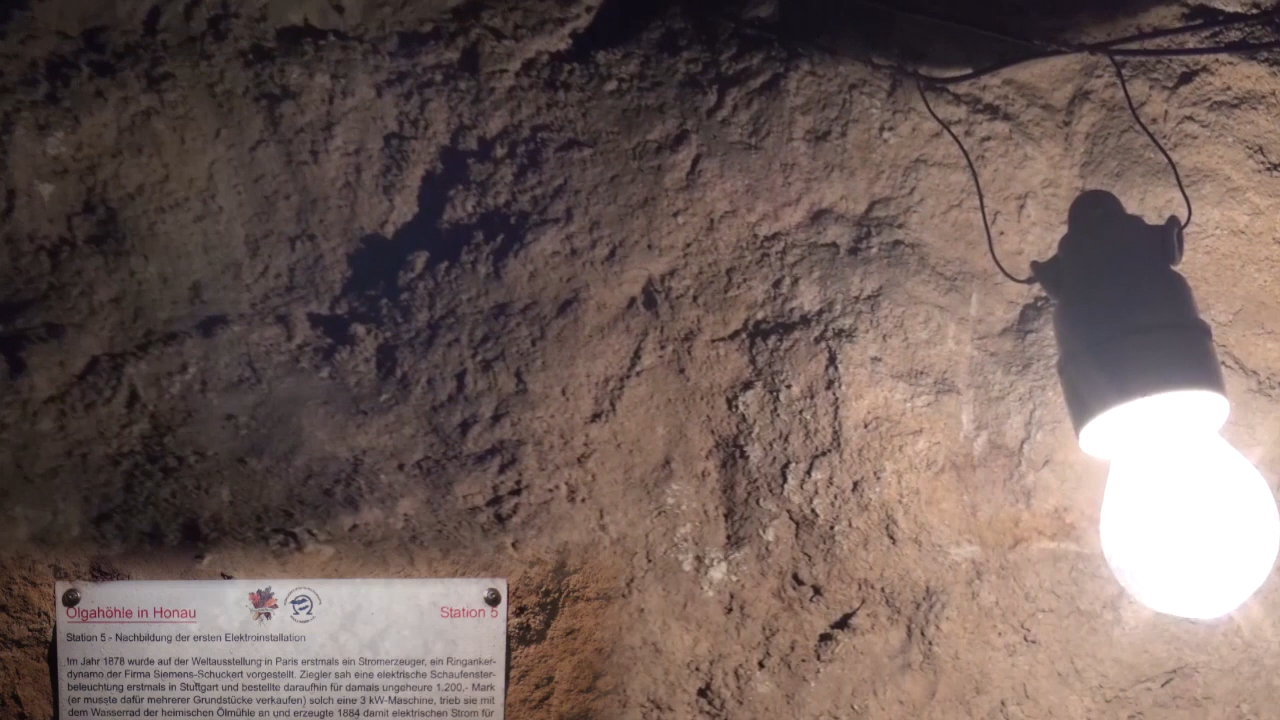 Olgahöhle in Honau
Station 5
Station 5 - Nachbildung der ersten Elektroinstallation
Im Jahr 1878 wurde auf der Weltausstellung in Paris erstmals ein Stromerzeuger, ein Ringanker-
dynamo der Firma Siemens-Schuckert vorgestellt. Ziegler sah eine elektrische Schaufenster-
beleuchtung erstmals in Stuttgart und bestellte daraufhin für damals ungeheure 1.200,- Mark
(er musste dafür mehrerer Grundstücke verkaufen) solch eine 3 kW-Maschine, trieb sie mit
dem Wasserrad der heimischen Ölmühle an und erzeugte 1884 damit elektrischen Strom für